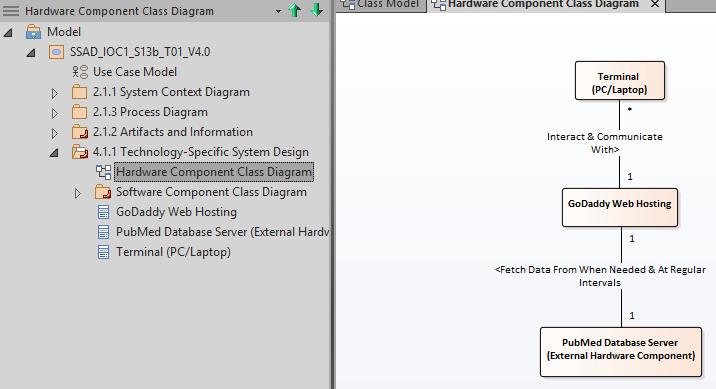 Hardware Component Class Diagram
Model
SSAD_IOC1_S13b_T01_V4.0
Use Case Model
2.1.1 System Context Diagram
2.1.3 Process Diagram
2.1.2 Artifacts and Information
4.1.1 Technology-Specific System Design
Hardware Component Class Diagram
Software Component Class Diagram
GoDaddy Web Hosting
PubMed Database Server (External Hardw
Terminal (PC/Laptop)
Class Model
Hardware Component Class Diagram
Terminal
(PC/Laptop)
*
Interact & Communicate
With>
1
GoDaddy Web Hosting
1
<Fetch Data From When Needed & At Regular
Intervals
1
PubMed Database Server
(External Hardware Component)